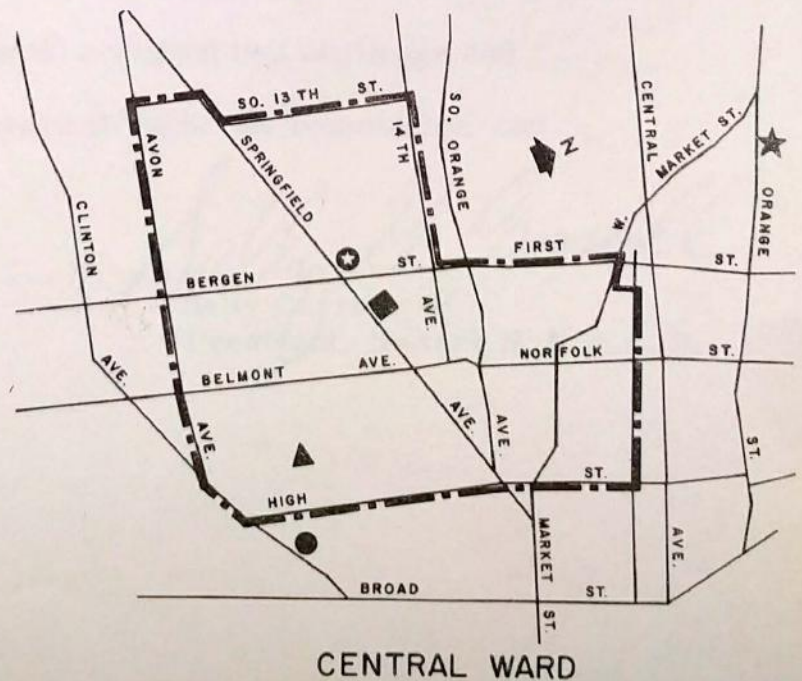 SO. 13 TH ST.
AVON AVE.
CLINTON AVE.
SPRINGFIELD AVE.
14 TH AVE.
SO. ORANGE AVE.
N
CENTRAL AVE.
W. MARKET ST.
ORANGE ST.
BERGEN ST.
FIRST ST.
BELMONT AVE.
NORFOLK ST.
HIGH ST.
MARKET ST.
BROAD ST.
CENTRAL WARD